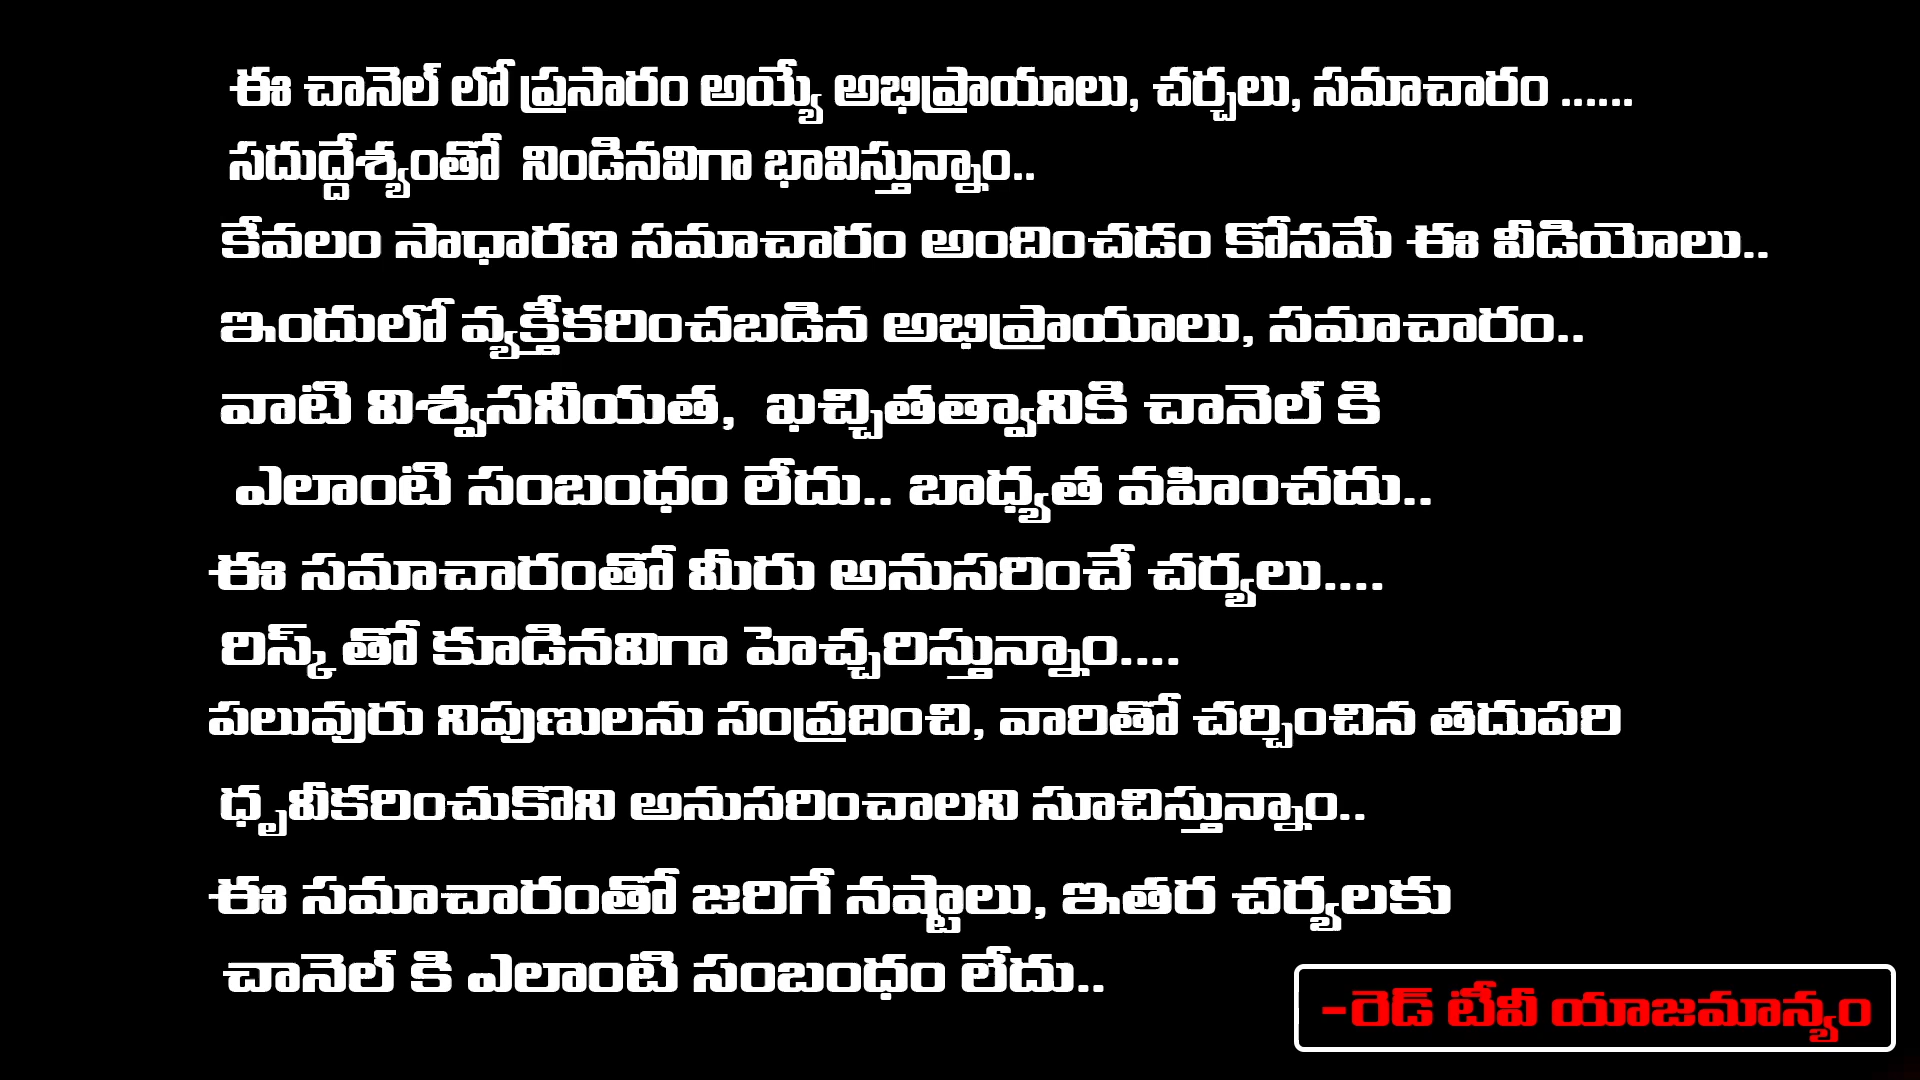 ఈ చానెల్ లో ప్రసారం అయ్యే అభిప్రాయాలు, చర్చలు, సమాచారం ......
సదుద్దేశ్యంతో నిండినవిగా భావిస్తున్నాం..
కేవలం సాధారణ సమాచారం అందించడం కోసమే ఈ వీడియోలు..
ఇందులో వ్యక్తీకరించబడిన అభిప్రాయాలు, సమాచారం..
వాటి విశ్వసనీయత, ఖచ్చితత్వానికి చానెల్ కి
ఎలాంటి సంబంధం లేదు.. బాధ్యత వహించదు..
ఈ సమాచారంతో మీరు అనుసరించే చర్యలు....
రిస్క్ తో కూడినవిగా హెచ్చరిస్తున్నాం....
పలువురు నిపుణులను సంప్రదించి, వారితో చర్చించిన తదుపరి
ధృవీకరించుకొని అనుసరించాలని సూచిస్తున్నాం..
ఈ సమాచారంతో జరిగే నష్టాలు, ఇతర చర్యలకు
చానెల్ కి ఎలాంటి సంబంధం లేదు..
-రెడ్ టీవీ యాజమాన్యం